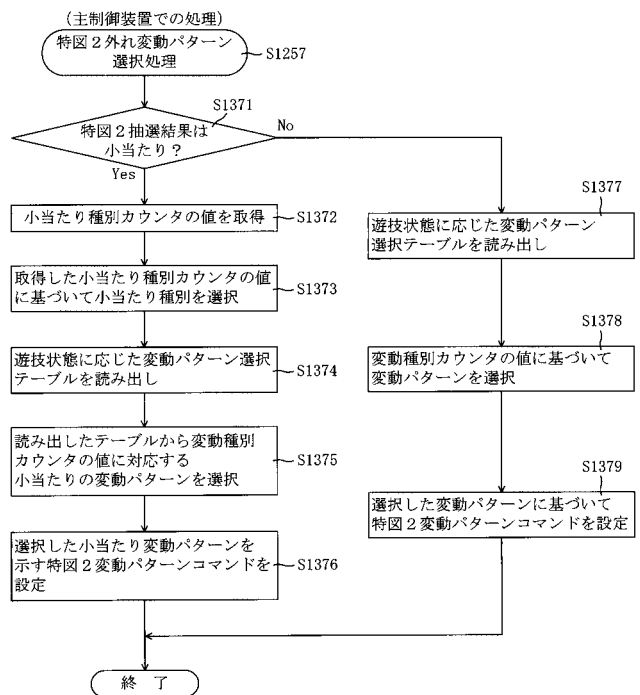 (主制御装置での処理)
特図2外れ変動パターン
選択処理
S1257
S1371
特図2抽選結果は
小当たり?
No
Yes
小当たり種別カウンタの値を取得
S1372
取得した小当たり種別カウンタの値
に基づいて小当たり種別を選択
S1373
遊技状態に応じた変動パターン選択
テーブルを読み出し
S1374
読み出したテーブルから変動種別
カウンタの値に対応する
小当たりの変動パターンを選択
S1375
選択した小当たり変動パターンを
示す特図2変動パターンコマンドを
設定
S1376
S1377
遊技状態に応じた変動パターン
選択テーブルを読み出し
S1378
変動種別カウンタの値に基づいて
変動パターンを選択
S1379
選択した変動パターンに基づいて
特図2変動パターンコマンドを設定
終 了